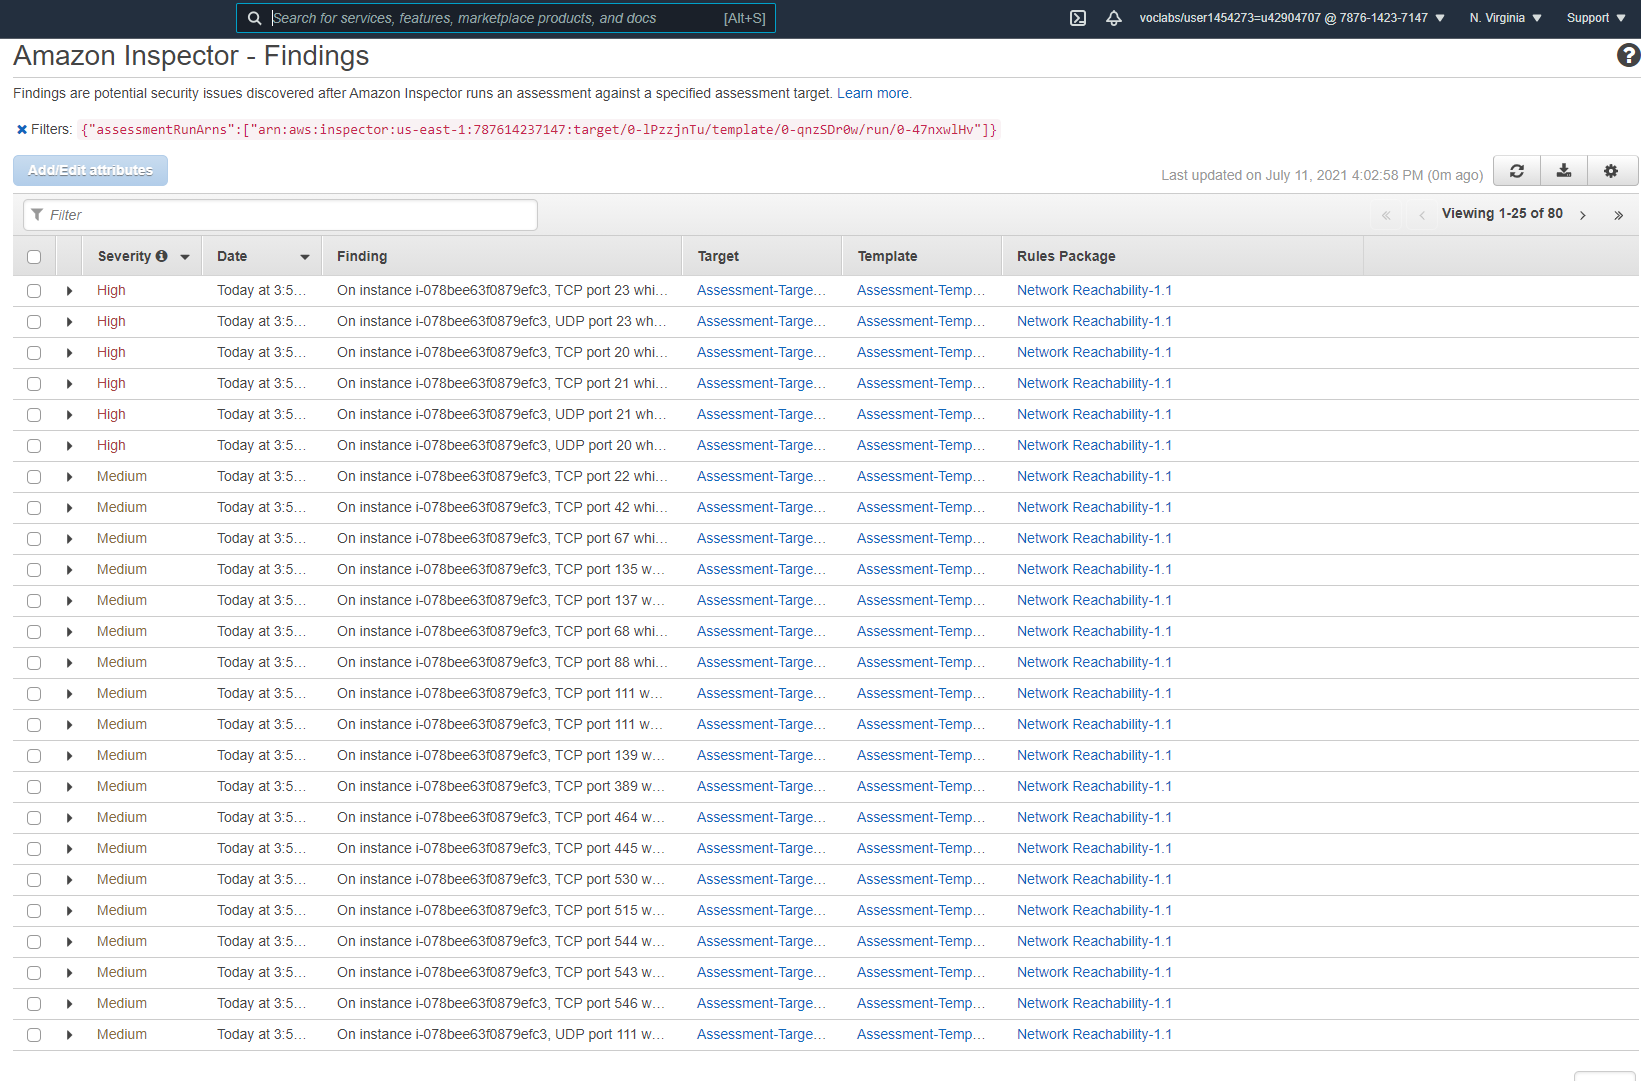 Search for services, features, marketplace products, and docs [Alt+S] voclabs/user1454273=u42904707 @ 7876-1423-7147 N. Virginia Support
Amazon Inspector - Findings
Findings are potential security issues discovered after Amazon Inspector runs an assessment against a specified assessment target. Learn more.
Filters: {"assessmentRunArns":["arn:aws:inspector:us-east-1:787614237147:target/0-lPzzjnTu/template/0-qnzSDr0w/run/0-47nxwlHv"]}
Add/Edit attributes Last updated on July 11, 2021 4:02:58 PM (0m ago)
Filter Viewing 1-25 of 80
Severity Date Finding Target Template Rules Package
High Today at 3:5... On instance i-078bee63f0879efc3, TCP port 23 whi... Assessment-Targe... Assessment-Temp... Network Reachability-1.1
High Today at 3:5... On instance i-078bee63f0879efc3, UDP port 23 wh... Assessment-Targe... Assessment-Temp... Network Reachability-1.1
High Today at 3:5... On instance i-078bee63f0879efc3, TCP port 20 whi... Assessment-Targe... Assessment-Temp... Network Reachability-1.1
High Today at 3:5... On instance i-078bee63f0879efc3, TCP port 21 whi... Assessment-Targe... Assessment-Temp... Network Reachability-1.1
High Today at 3:5... On instance i-078bee63f0879efc3, UDP port 21 wh... Assessment-Targe... Assessment-Temp... Network Reachability-1.1
High Today at 3:5... On instance i-078bee63f0879efc3, UDP port 20 wh... Assessment-Targe... Assessment-Temp... Network Reachability-1.1
Medium Today at 3:5... On instance i-078bee63f0879efc3, TCP port 22 whi... Assessment-Targe... Assessment-Temp... Network Reachability-1.1
Medium Today at 3:5... On instance i-078bee63f0879efc3, TCP port 42 whi... Assessment-Targe... Assessment-Temp... Network Reachability-1.1
Medium Today at 3:5... On instance i-078bee63f0879efc3, TCP port 67 whi... Assessment-Targe... Assessment-Temp... Network Reachability-1.1
Medium Today at 3:5... On instance i-078bee63f0879efc3, TCP port 135 w... Assessment-Targe... Assessment-Temp... Network Reachability-1.1
Medium Today at 3:5... On instance i-078bee63f0879efc3, TCP port 137 w... Assessment-Targe... Assessment-Temp... Network Reachability-1.1
Medium Today at 3:5... On instance i-078bee63f0879efc3, TCP port 68 whi... Assessment-Targe... Assessment-Temp... Network Reachability-1.1
Medium Today at 3:5... On instance i-078bee63f0879efc3, TCP port 88 whi... Assessment-Targe... Assessment-Temp... Network Reachability-1.1
Medium Today at 3:5... On instance i-078bee63f0879efc3, TCP port 111 w... Assessment-Targe... Assessment-Temp... Network Reachability-1.1
Medium Today at 3:5... On instance i-078bee63f0879efc3, TCP port 111 w... Assessment-Targe... Assessment-Temp... Network Reachability-1.1
Medium Today at 3:5... On instance i-078bee63f0879efc3, TCP port 139 w... Assessment-Targe... Assessment-Temp... Network Reachability-1.1
Medium Today at 3:5... On instance i-078bee63f0879efc3, TCP port 389 w... Assessment-Targe... Assessment-Temp... Network Reachability-1.1
Medium Today at 3:5... On instance i-078bee63f0879efc3, TCP port 464 w... Assessment-Targe... Assessment-Temp... Network Reachability-1.1
Medium Today at 3:5... On instance i-078bee63f0879efc3, TCP port 445 w... Assessment-Targe... Assessment-Temp... Network Reachability-1.1
Medium Today at 3:5... On instance i-078bee63f0879efc3, TCP port 530 w... Assessment-Targe... Assessment-Temp... Network Reachability-1.1
Medium Today at 3:5... On instance i-078bee63f0879efc3, TCP port 515 w... Assessment-Targe... Assessment-Temp... Network Reachability-1.1
Medium Today at 3:5... On instance i-078bee63f0879efc3, TCP port 544 w... Assessment-Targe... Assessment-Temp... Network Reachability-1.1
Medium Today at 3:5... On instance i-078bee63f0879efc3, TCP port 543 w... Assessment-Targe... Assessment-Temp... Network Reachability-1.1
Medium Today at 3:5... On instance i-078bee63f0879efc3, TCP port 546 w... Assessment-Targe... Assessment-Temp... Network Reachability-1.1
Medium Today at 3:5... On instance i-078bee63f0879efc3, UDP port 111 w... Assessment-Targe... Assessment-Temp... Network Reachability-1.1